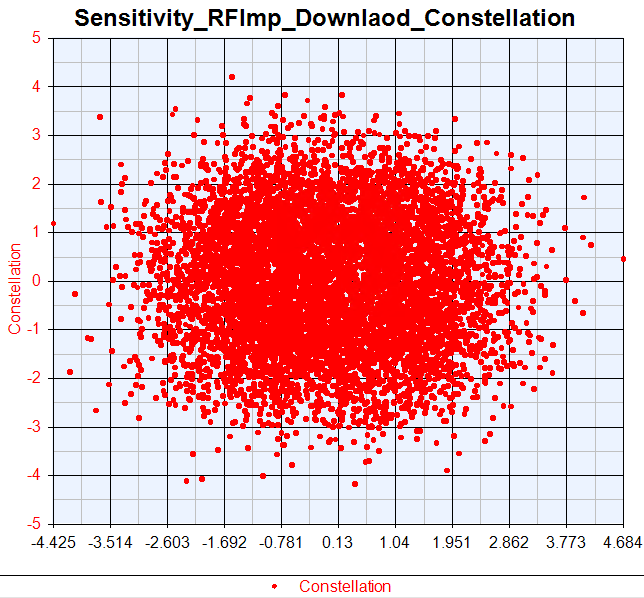 Sensitivity_RFImp_Downlaod_Constellation
5
4
3
2
1
0
-1
-2
-3
-4
-5
Constellation
-4.425 -3.514 -2.603 -1.692 -0.781 0.13 1.04 1.951 2.862 3.773 4.684
Constellation